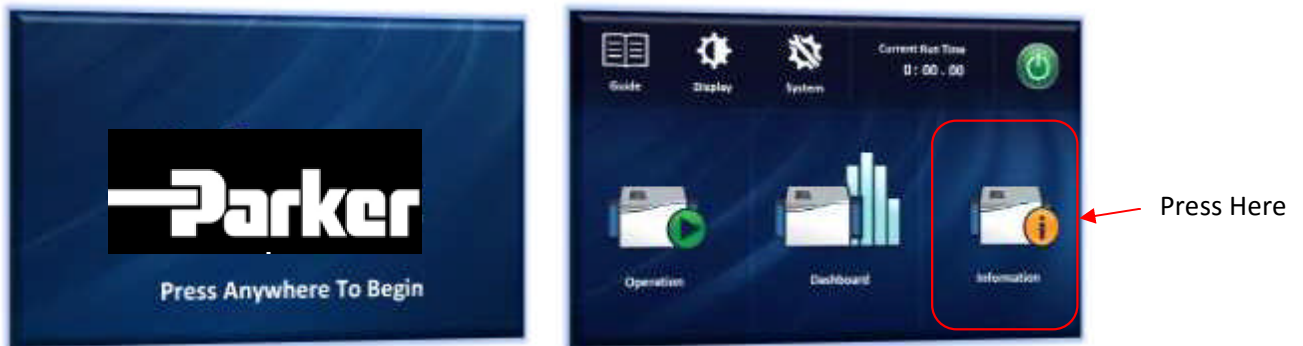 Parker
Press Anywhere To Begin
Guide
Display
System
Current Run Time
0:00.00
Operation
Dashboard
Information
Press Here